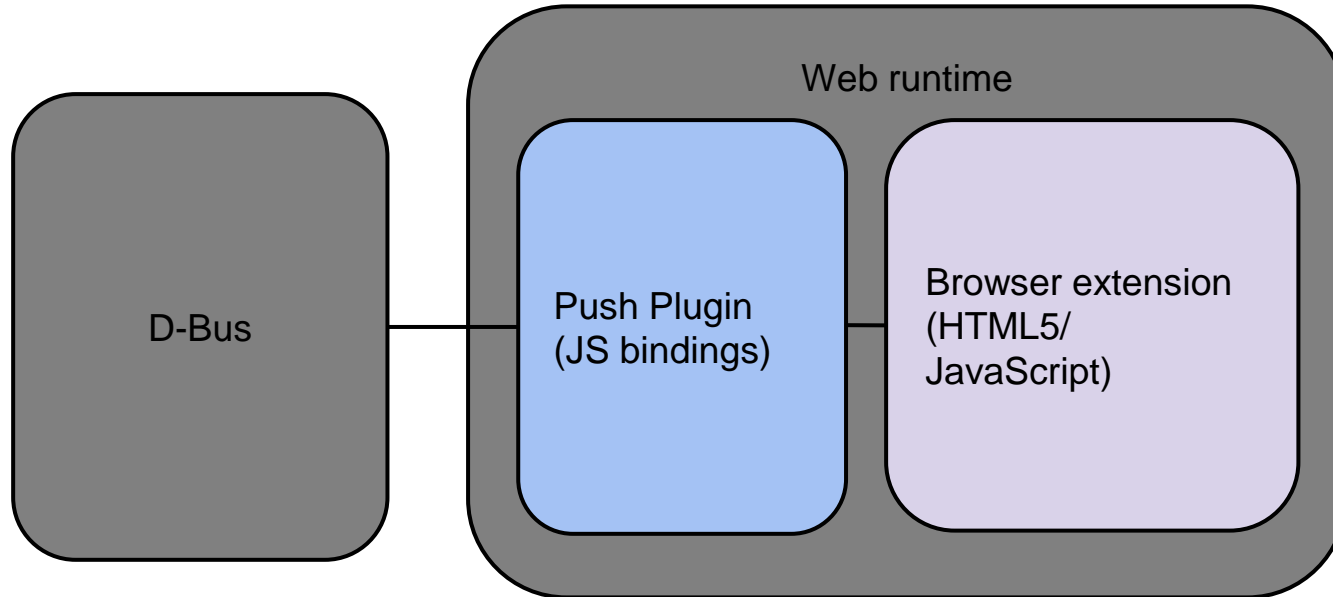 Web runtime
D-Bus
Push Plugin
(JS bindings)
Browser extension
(HTML5/
JavaScript)